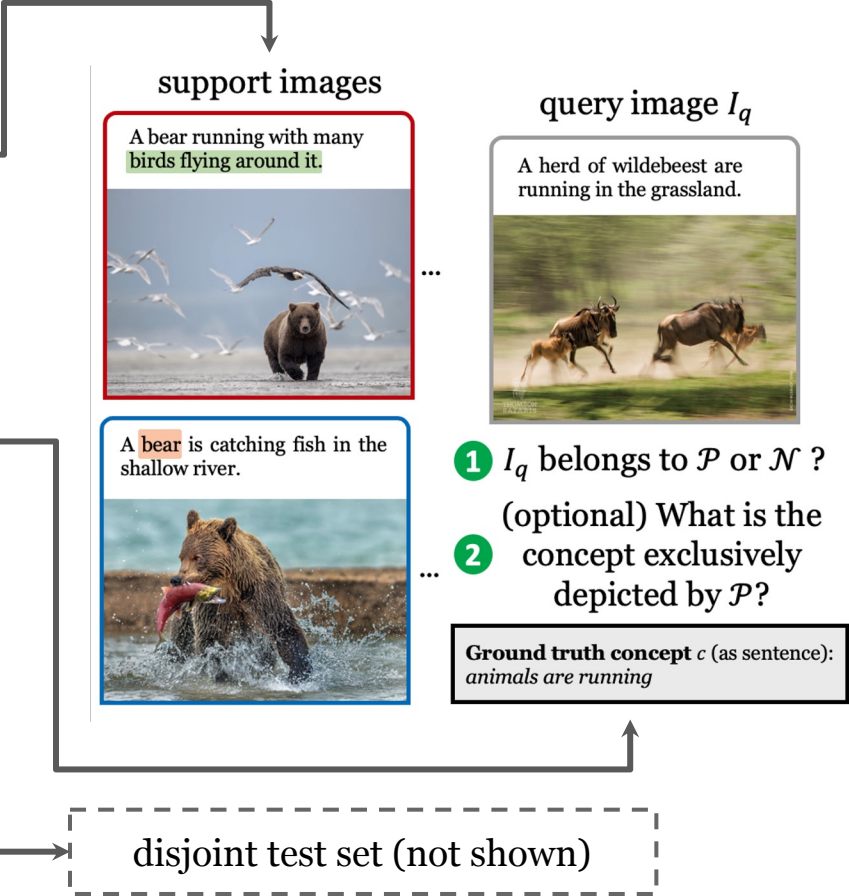 support images
A bear running with many
birds flying around it.
...
A bear is catching fish in the
shallow river.
...
query image I_q
A herd of wildebeest are
running in the grassland.
1 I_q belongs to 𝒫 or 𝒩 ?
(optional) What is the
2 concept exclusively
depicted by 𝒫?
Ground truth concept c (as sentence):
animals are running
disjoint test set (not shown)